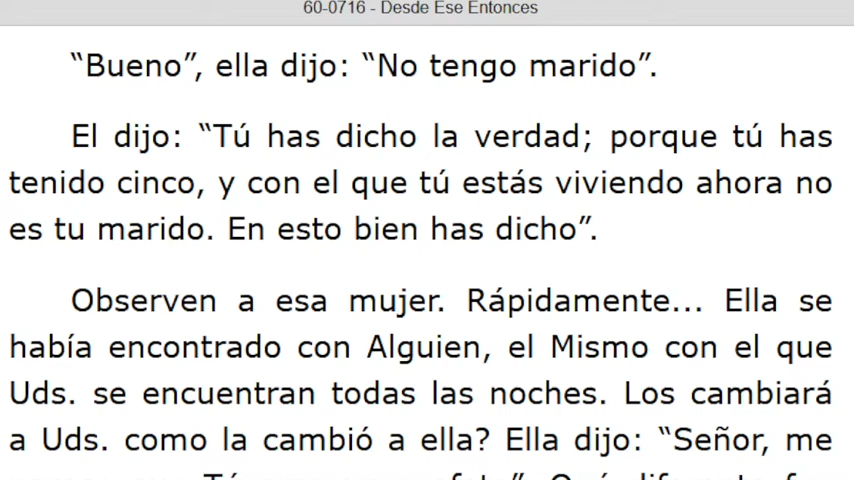 60-0716 - Desde Ese Entonces
“Bueno”, ella dijo: “No tengo marido”.
El dijo: “Tú has dicho la verdad; porque tú has
tenido cinco, y con el que tú estás viviendo ahora no
es tu marido. En esto bien has dicho”.
Observen a esa mujer. Rápidamente... Ella se
había encontrado con Alguien, el Mismo con el que
Uds. se encuentran todas las noches. Los cambiará
a Uds. como la cambió a ella? Ella dijo: “Señor, me